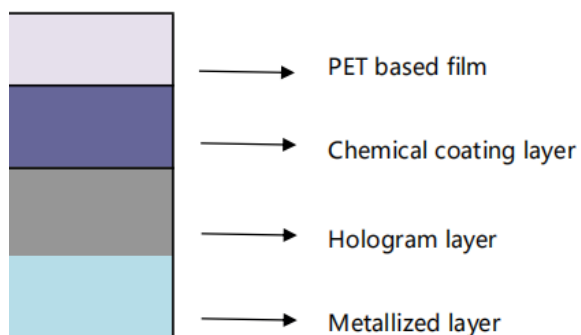 PET based film
Chemical coating layer
Hologram layer
Metallized layer